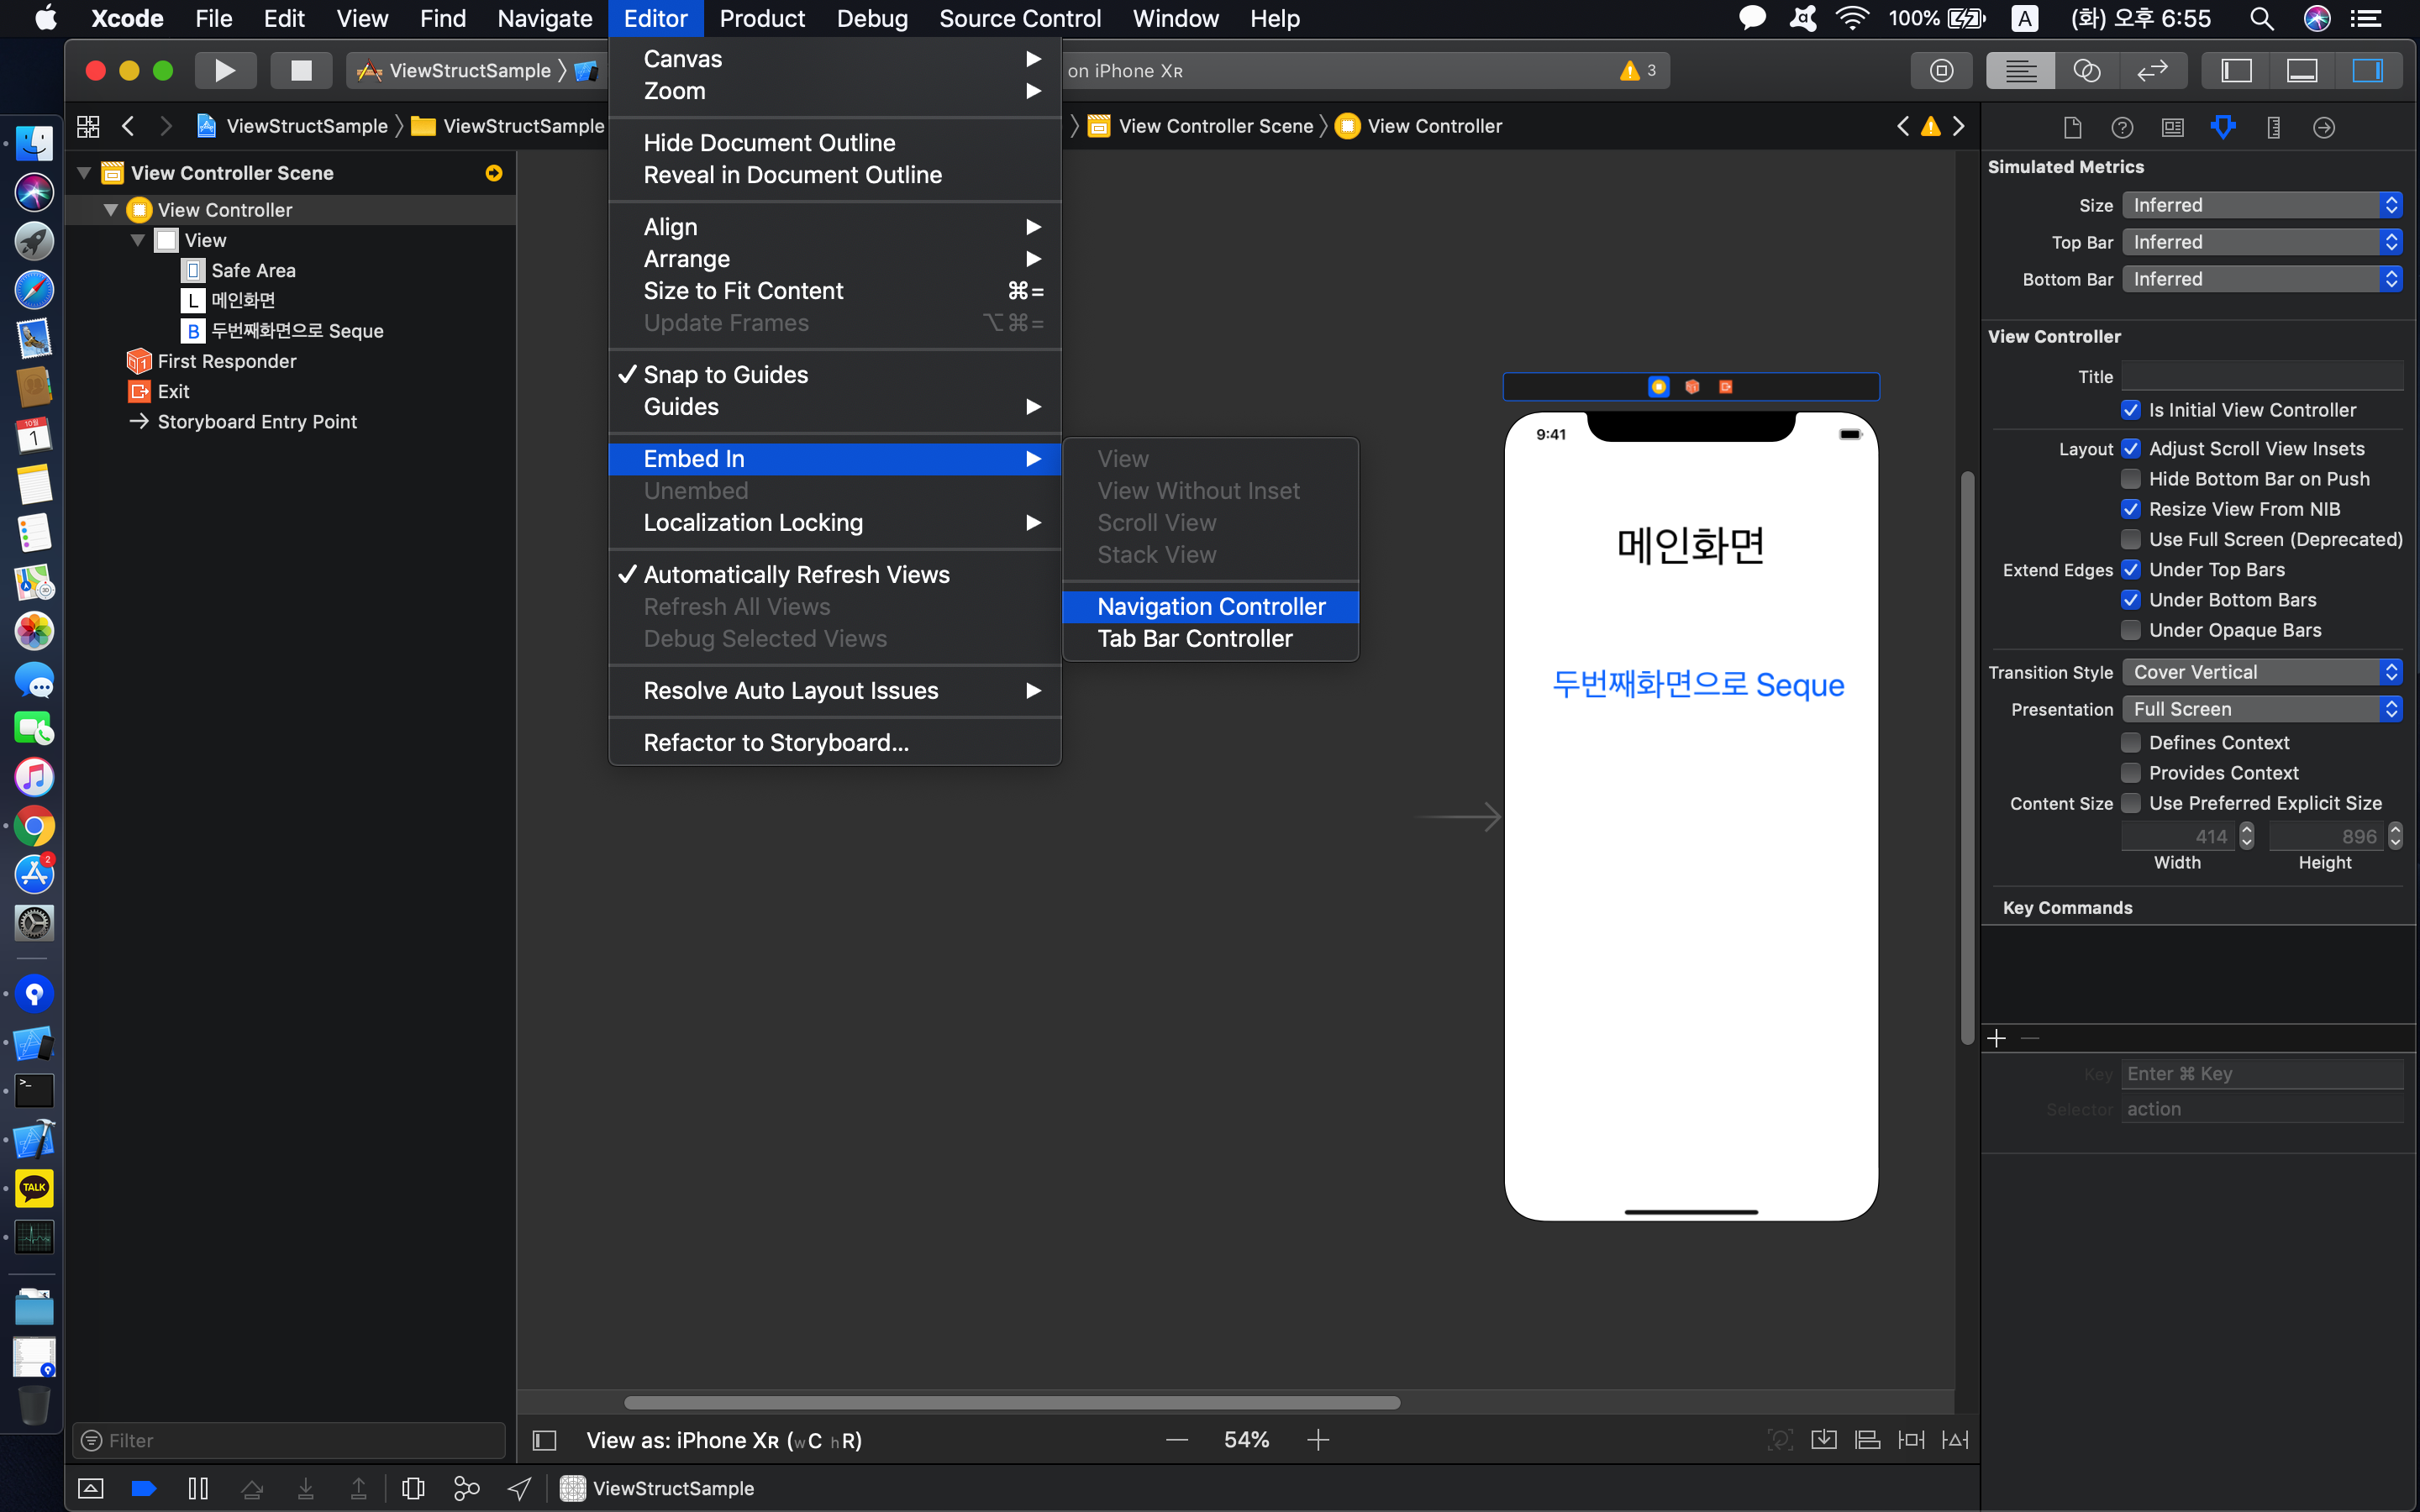 Xcode File Edit View Find Navigate Editor Product Debug Source Control Window Help 100% A (화) 오후 6:55
ViewStructSample on iPhone Xʀ 3
ViewStructSample ViewStructSample View Controller Scene View Controller
View Controller Scene
View Controller
View
Safe Area
L 메인화면
B 두번째화면으로 Seque
First Responder
Exit
Storyboard Entry Point
Filter
Canvas
Zoom
Hide Document Outline
Reveal in Document Outline
Align
Arrange
Size to Fit Content ⌘=
Update Frames ⌥⌘=
✓ Snap to Guides
Guides
Embed In
Unembed
Localization Locking
✓ Automatically Refresh Views
Refresh All Views
Debug Selected Views
Resolve Auto Layout Issues
Refactor to Storyboard...
View
View Without Inset
Scroll View
Stack View
Navigation Controller
Tab Bar Controller
9:41
메인화면
두번째화면으로 Seque
Simulated Metrics
Size Inferred
Top Bar Inferred
Bottom Bar Inferred
View Controller
Title
Is Initial View Controller
Layout Adjust Scroll View Insets
Hide Bottom Bar on Push
Resize View From NIB
Use Full Screen (Deprecated)
Extend Edges Under Top Bars
Under Bottom Bars
Under Opaque Bars
Transition Style Cover Vertical
Presentation Full Screen
Defines Context
Provides Context
Content Size Use Preferred Explicit Size
414 896
Width Height
Key Commands
Key Enter ⌘ Key
Selector action
View as: iPhone Xʀ (wC hR) 54%
ViewStructSample
10월
1
2
TALK